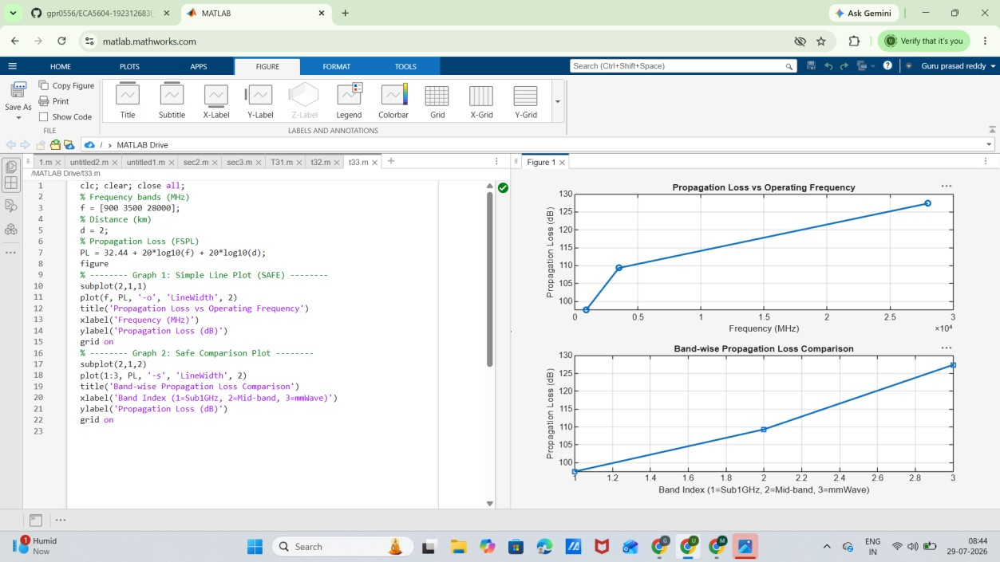 gpr0556/ECA5604-192312683
MATLAB
Ask Gemini
matlab.mathworks.com
Verify that it's you
HOME PLOTS APPS FIGURE FORMAT TOOLS
Search (Ctrl+Shift+Space)
Guru prasad reddy
Save As
Copy Figure
Print
Show Code
FILE
Title Subtitle X-Label Y-Label Z-Label Legend Colorbar Grid X-Grid Y-Grid
LABELS AND ANNOTATIONS
/ › MATLAB Drive
1.m untitled2.m untitled1.m sec2.m sec3.m T31.m t32.m t33.m
/MATLAB Drive/t33.m
1 clc; clear; close all;
2 % Frequency bands (MHz)
3 f = [900 3500 28000];
4 % Distance (km)
5 d = 2;
6 % Propagation Loss (FSPL)
7 PL = 32.44 + 20*log10(f) + 20*log10(d);
8 figure
9 % -------- Graph 1: Simple Line Plot (SAFE) --------
10 subplot(2,1,1)
11 plot(f, PL, '-o', 'LineWidth', 2)
12 title('Propagation Loss vs Operating Frequency')
13 xlabel('Frequency (MHz)')
14 ylabel('Propagation Loss (dB)')
15 grid on
16 % -------- Graph 2: Safe Comparison Plot --------
17 subplot(2,1,2)
18 plot(1:3, PL, '-s', 'LineWidth', 2)
19 title('Band-wise Propagation Loss Comparison')
20 xlabel('Band Index (1=Sub1GHz, 2=Mid-band, 3=mmWave)')
21 ylabel('Propagation Loss (dB)')
22 grid on
23
Figure 1
Propagation Loss vs Operating Frequency
Propagation Loss (dB)
130
125
120
115
110
105
100
0 0.5 1 1.5 2 2.5 3
Frequency (MHz)
×10⁴
Band-wise Propagation Loss Comparison
Propagation Loss (dB)
130
125
120
115
110
105
100
1 1.2 1.4 1.6 1.8 2 2.2 2.4 2.6 2.8 3
Band Index (1=Sub1GHz, 2=Mid-band, 3=mmWave)
1
Humid
Now
Search
G U M
ENG
IN
08:44
29-07-2026